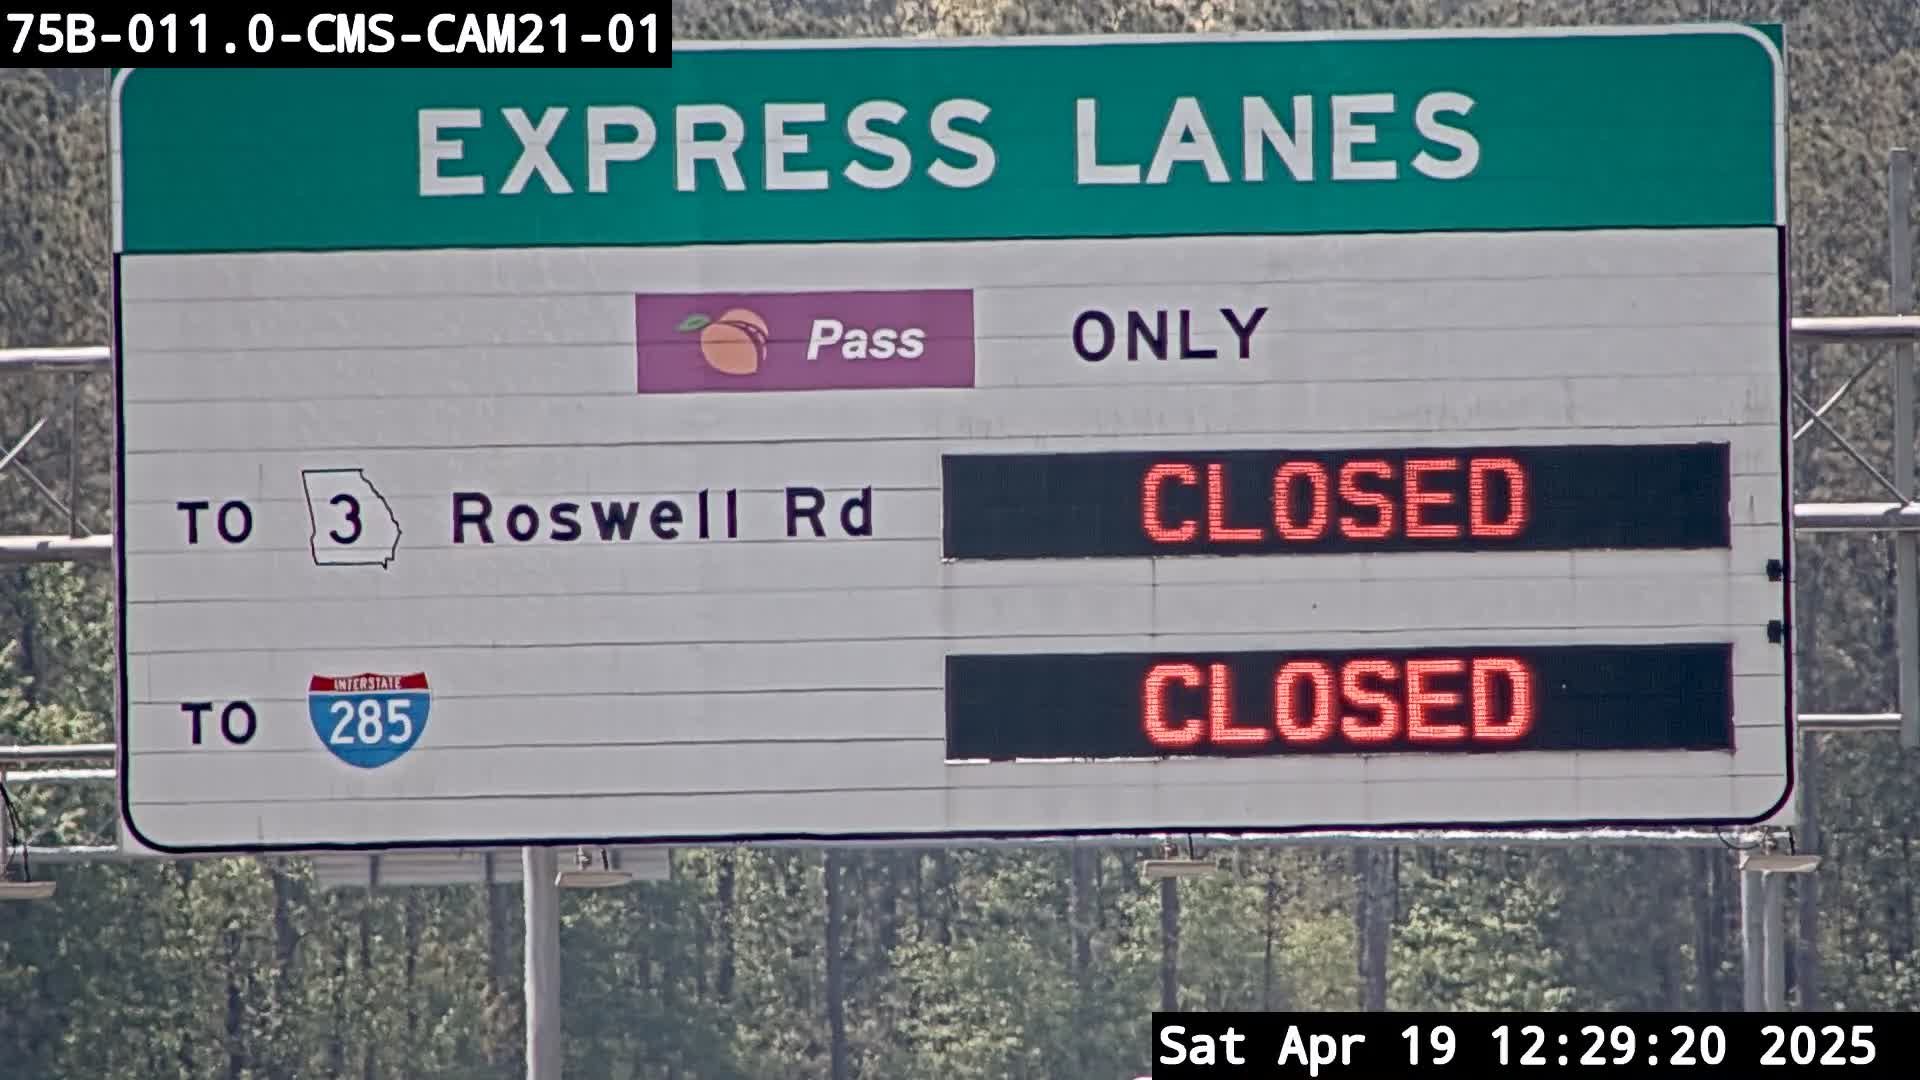 75B-011.0-CMS-CAM21-01
EXPRESS LANES
Pass ONLY
TO 3 Roswell Rd CLOSED
TO INTERSTATE 285 CLOSED
Sat Apr 19 12:29:20 2025